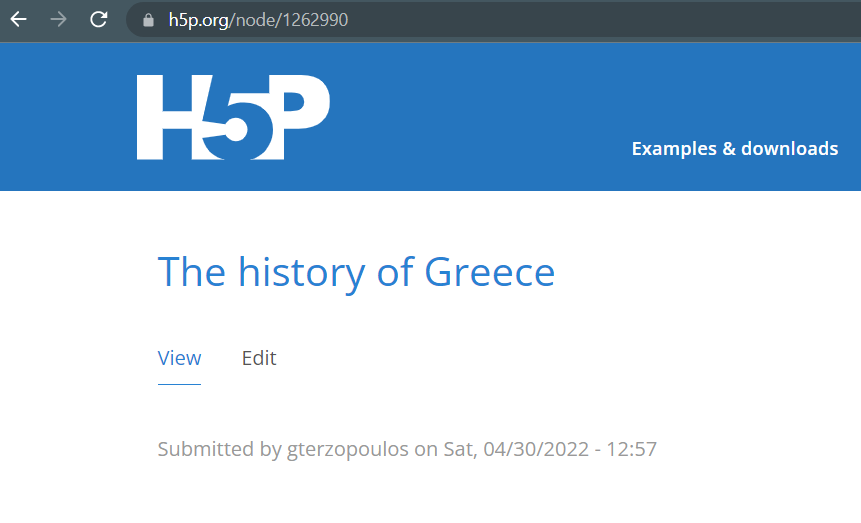 h5p.org/node/1262990
H5P
Examples & downloads
The history of Greece
View Edit
Submitted by gterzopoulos on Sat, 04/30/2022 - 12:57